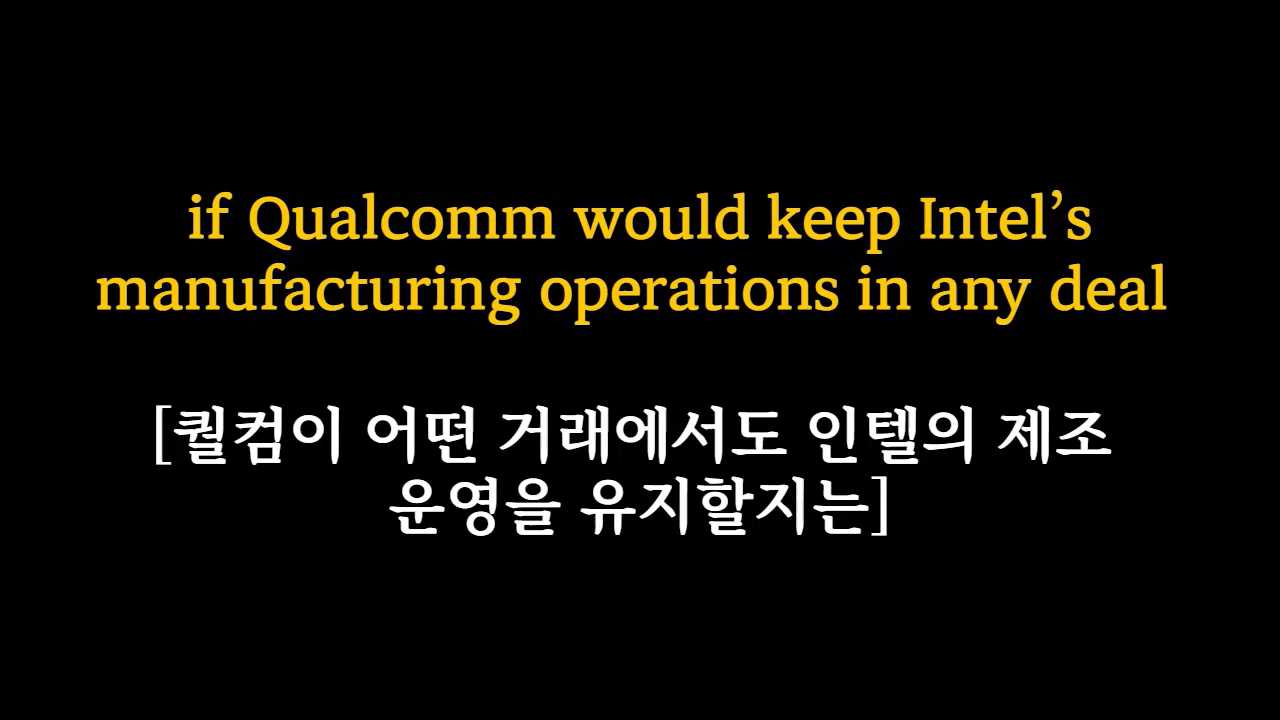 if Qualcomm would keep Intel’s
manufacturing operations in any deal
[퀄컴이 어떤 거래에서도 인텔의 제조
운영을 유지할지는]